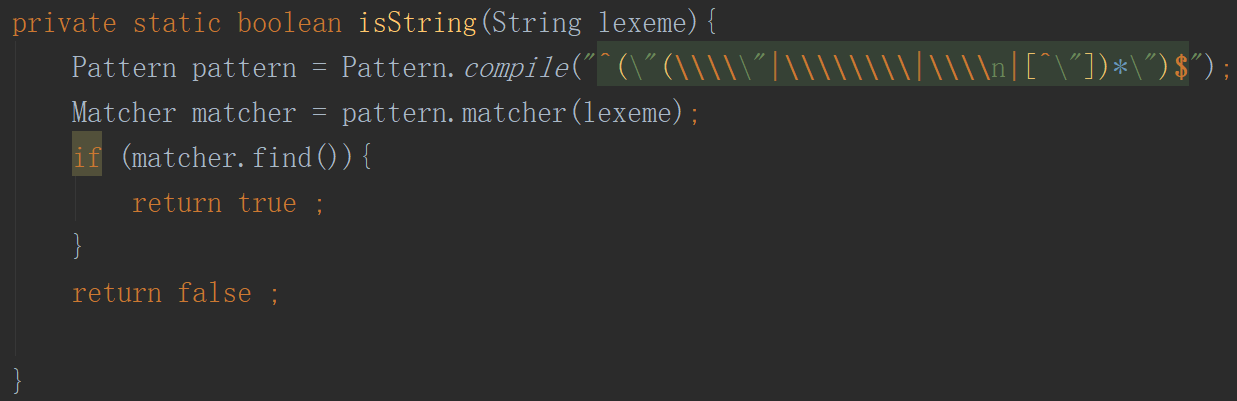 private static boolean isString(String lexeme){
Pattern pattern = Pattern.compile("^(\"(\\\\\"|\\\\\\\\|\\\\n|[^\"])*\")$");
Matcher matcher = pattern.matcher(lexeme);
if (matcher.find()){
return true ;
}
return false ;
}